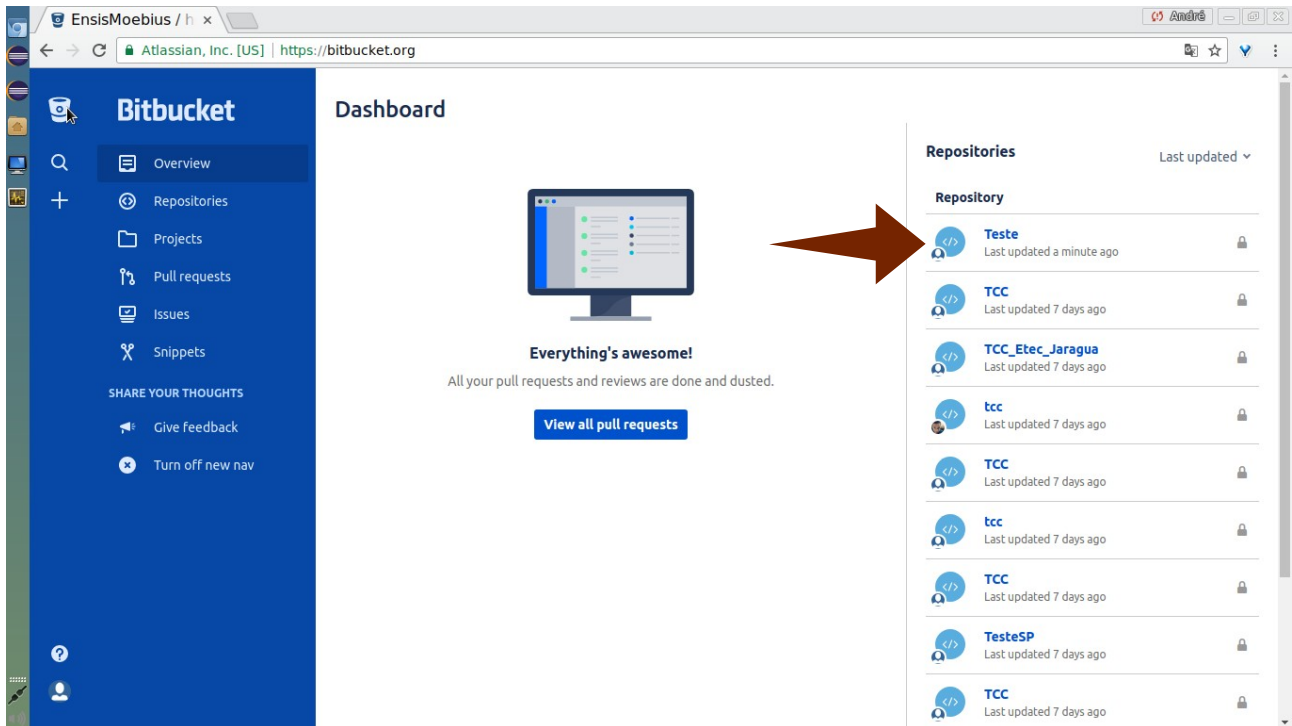 EnsisMoebius / h
André
Atlassian, Inc. [US] | https://bitbucket.org
Bitbucket
Overview
Repositories
Projects
Pull requests
Issues
Snippets
SHARE YOUR THOUGHTS
Give feedback
Turn off new nav
Dashboard
Everything's awesome!
All your pull requests and reviews are done and dusted.
View all pull requests
Repositories
Last updated
Repository
Teste
Last updated a minute ago
TCC
Last updated 7 days ago
TCC_Etec_Jaragua
Last updated 7 days ago
tcc
Last updated 7 days ago
TCC
Last updated 7 days ago
tcc
Last updated 7 days ago
TCC
Last updated 7 days ago
TesteSP
Last updated 7 days ago
TCC
Last updated 7 days ago